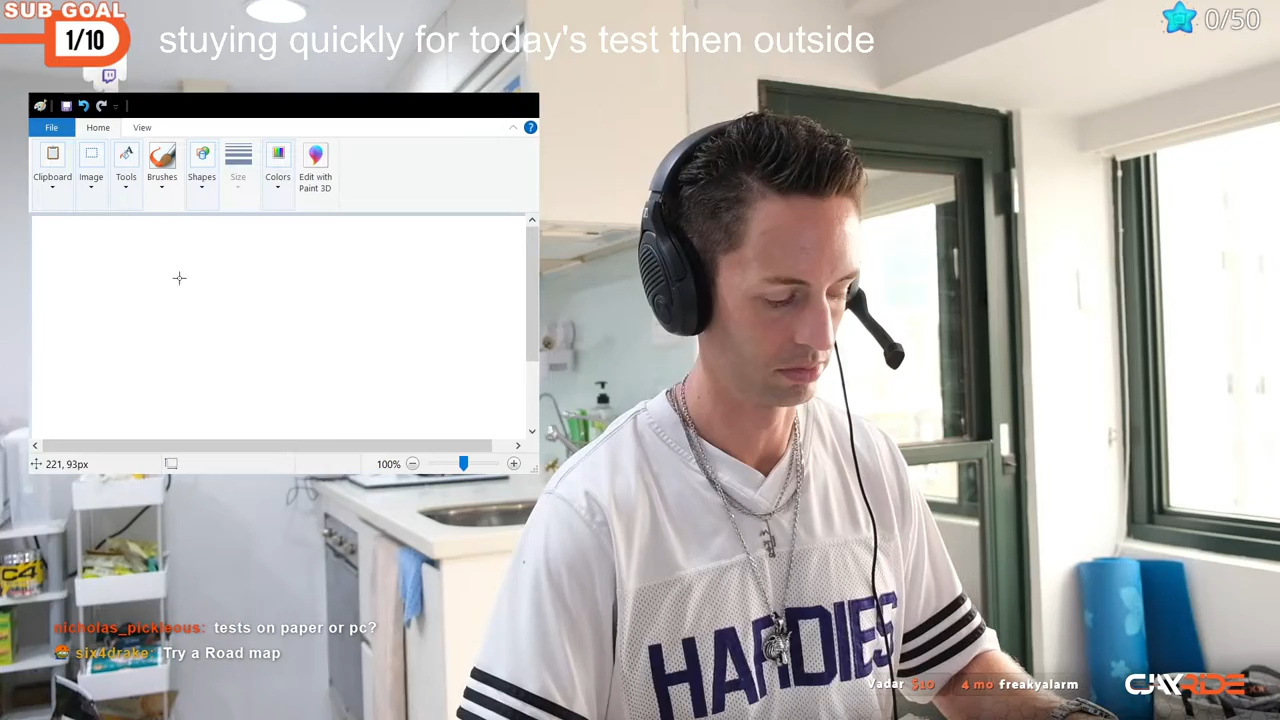 SUB GOAL
1/10
stuying quickly for today's test then outside
0/50
File Home View
Clipboard Image Tools Brushes Shapes Size Colors Edit with Paint 3D
221, 93px
100%
C4
nicholas_pickleous: tests on paper or pc?
six4drake: Try a Road map
HARDIES
Vadar $10 4 mo freakyalarm
CJAYRIDE